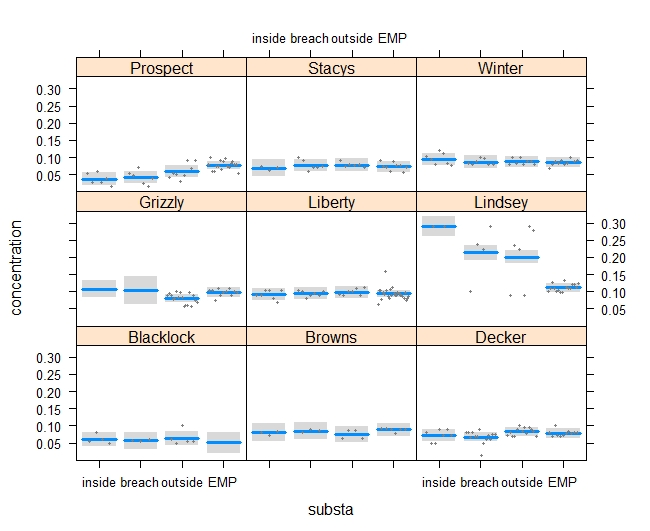 inside breach outside EMP
Prospect Stacys Winter
0.30
0.25
0.20
0.15
0.10
0.05
Grizzly Liberty Lindsey
0.30
0.25
0.20
0.15
0.10
0.05
concentration
Blacklock Browns Decker
0.30
0.25
0.20
0.15
0.10
0.05
inside breach outside EMP inside breach outside EMP
substa